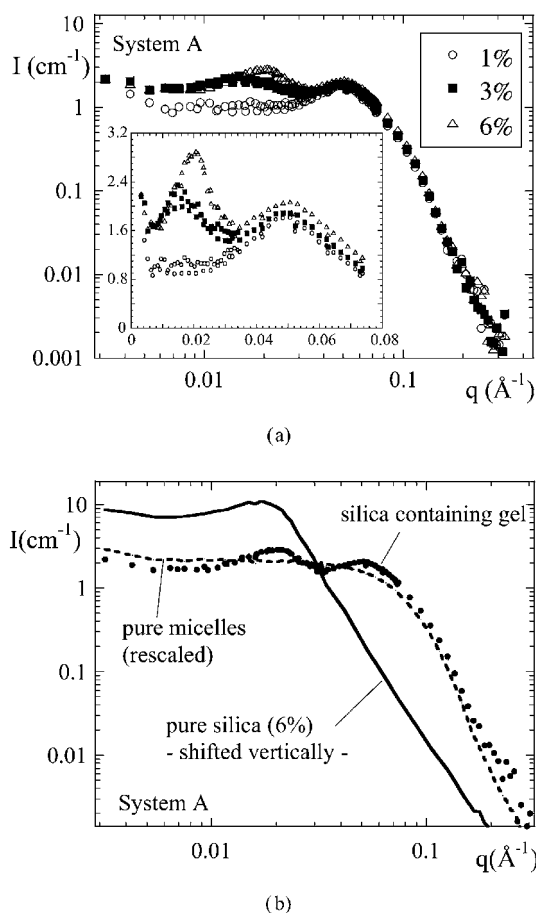 System A
I (cm⁻¹)
1%
3%
6%
10
1
0.1
0.01
0.001
3.2
2.4
1.6
0.8
0
0 0.02 0.04 0.06 0.08
0.01 0.1
q (Å⁻¹)
(a)
10
I(cm⁻¹)
1
0.1
0.01
silica containing gel
pure micelles
(rescaled)
pure silica (6%)
- shifted vertically -
System A
0.01 0.1
q(Å⁻¹)
(b)